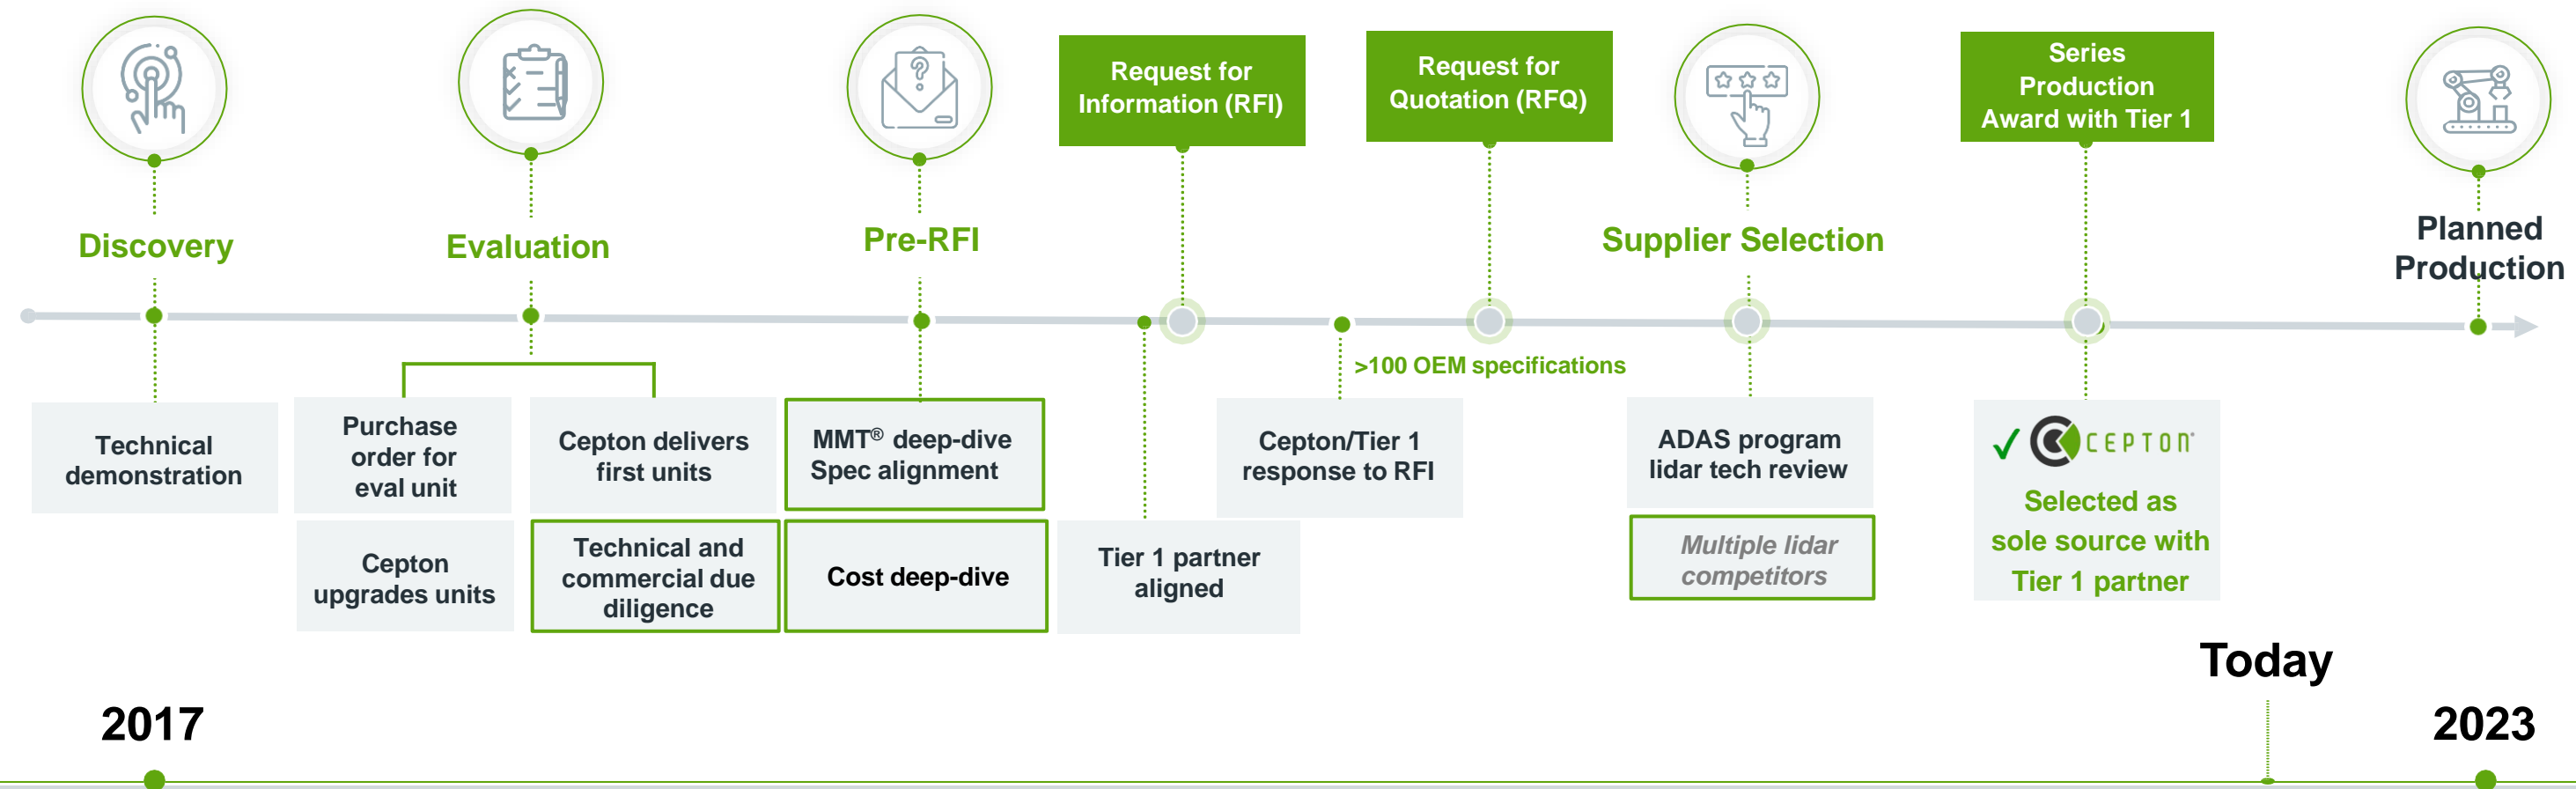 Request for
Information (RFI)
Request for
Quotation (RFQ)
Series
Production
Award with Tier 1
Discovery
Evaluation
Pre-RFI
Supplier Selection
Planned
Production
>100 OEM specifications
Technical
demonstration
Purchase
order for
eval unit
Cepton delivers
first units
MMT® deep-dive
Spec alignment
Cepton/Tier 1
response to RFI
ADAS program
lidar tech review
CEPTON®
Selected as
sole source with
Tier 1 partner
Cepton
upgrades units
Technical and
commercial due
diligence
Cost deep-dive
Tier 1 partner
aligned
Multiple lidar
competitors
Today
2017
2023